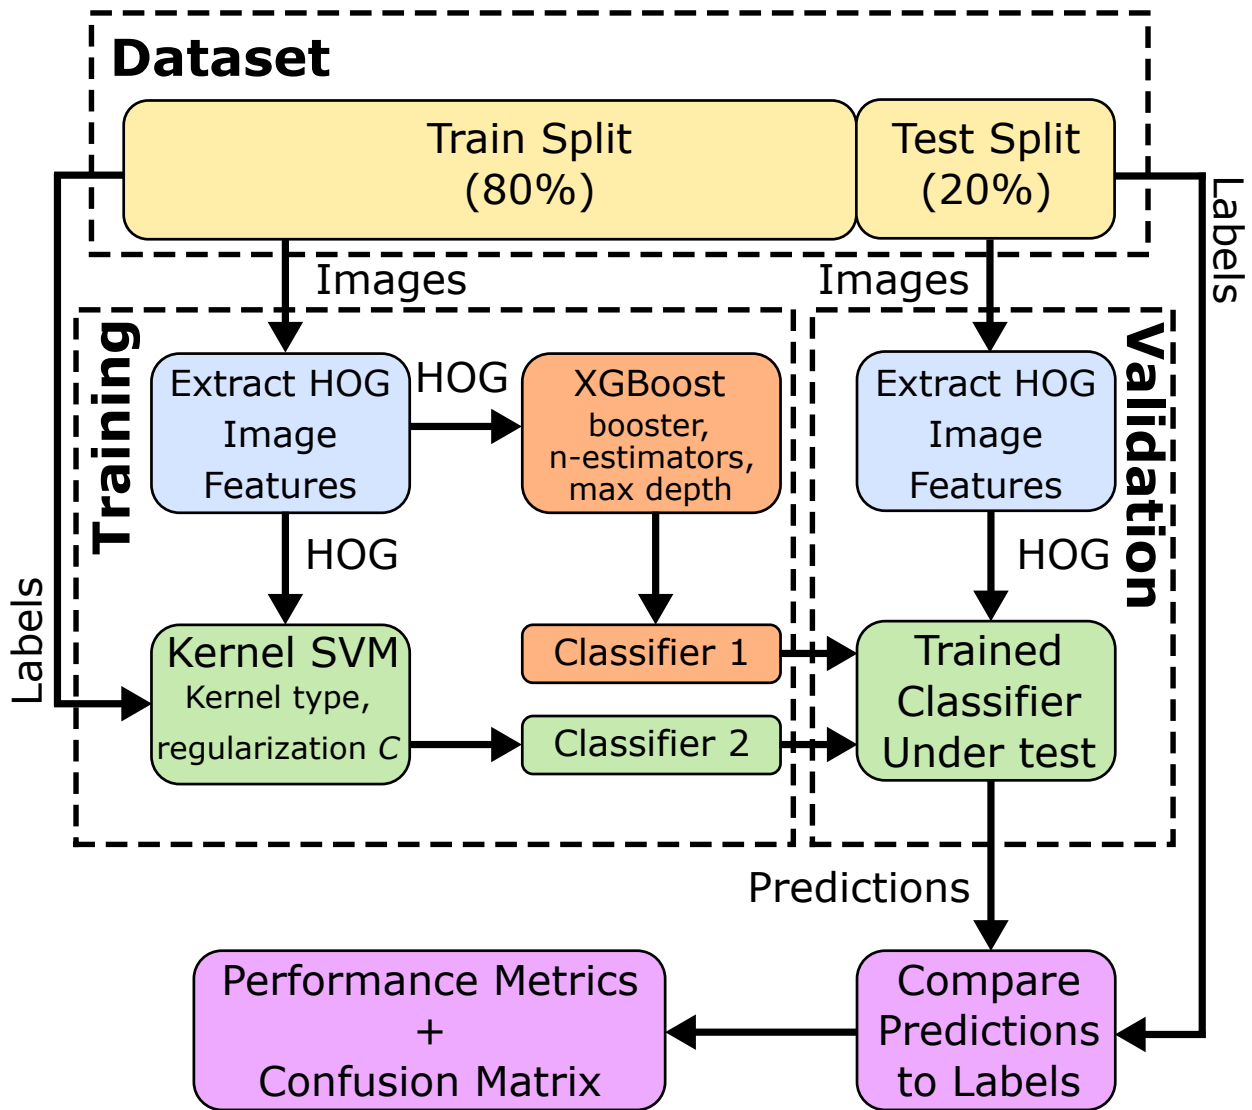 Dataset
Train Split
(80%)
Test Split
(20%)
Labels
Images
Images
Labels
Training
Extract HOG
Image
Features
HOG
XGBoost
booster,
n-estimators,
max depth
Validation
Extract HOG
Image
Features
HOG
HOG
Kernel SVM
Kernel type,
regularization C
Classifier 1
Classifier 2
Trained
Classifier
Under test
Predictions
Performance Metrics
+
Confusion Matrix
Compare
Predictions
to Labels